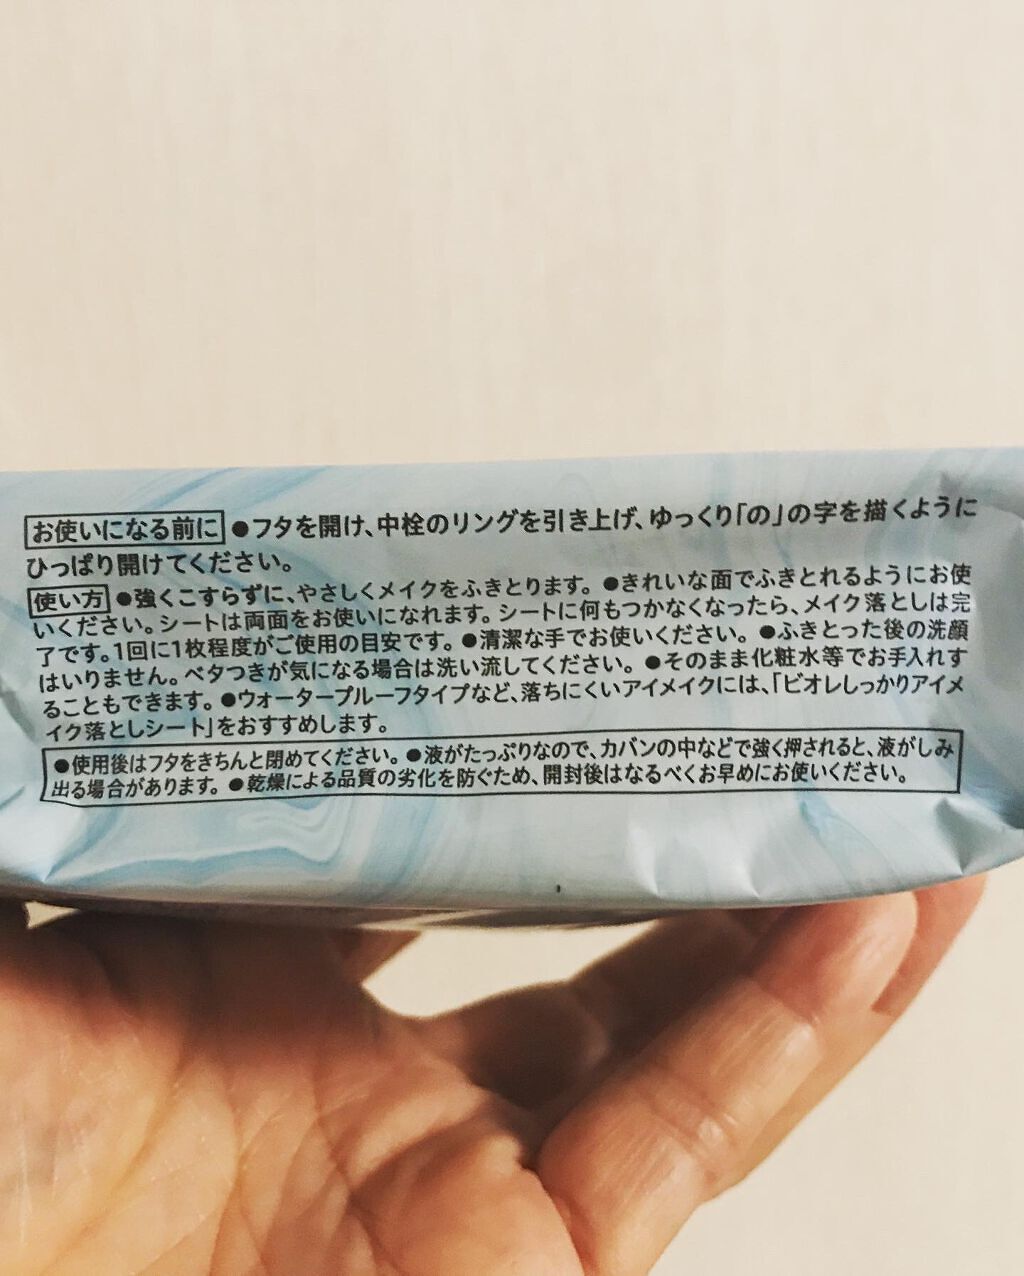 お使いになる前に ●フタを開け、中栓のリングを引き上げ、ゆっくり「の」の字を描くように
ひっぱり開けてください。
使い方 ●強くこすらずに、やさしくメイクをふきとります。●きれいな面でふきとれるようにお使
いください。シートは両面をお使いになれます。シートに何もつかなくなったら、メイク落としは完
了です。1回に1枚程度がご使用の目安です。●清潔な手でお使いください。●ふきとった後の洗顔
はいりません。ベタつきが気になる場合は洗い流してください。●そのまま化粧水等でお手入れす
ることもできます。●ウォータープルーフタイプなど、落ちにくいアイメイクには、「ビオレしっかりアイメ
イク落としシート」をおすすめします。
●使用後はフタをきちんと閉めてください。●液がたっぷりなので、カバンの中などで強く押されると、液がしみ
出る場合があります。●乾燥による品質の劣化を防ぐため、開封後はなるべくお早めにお使いください。